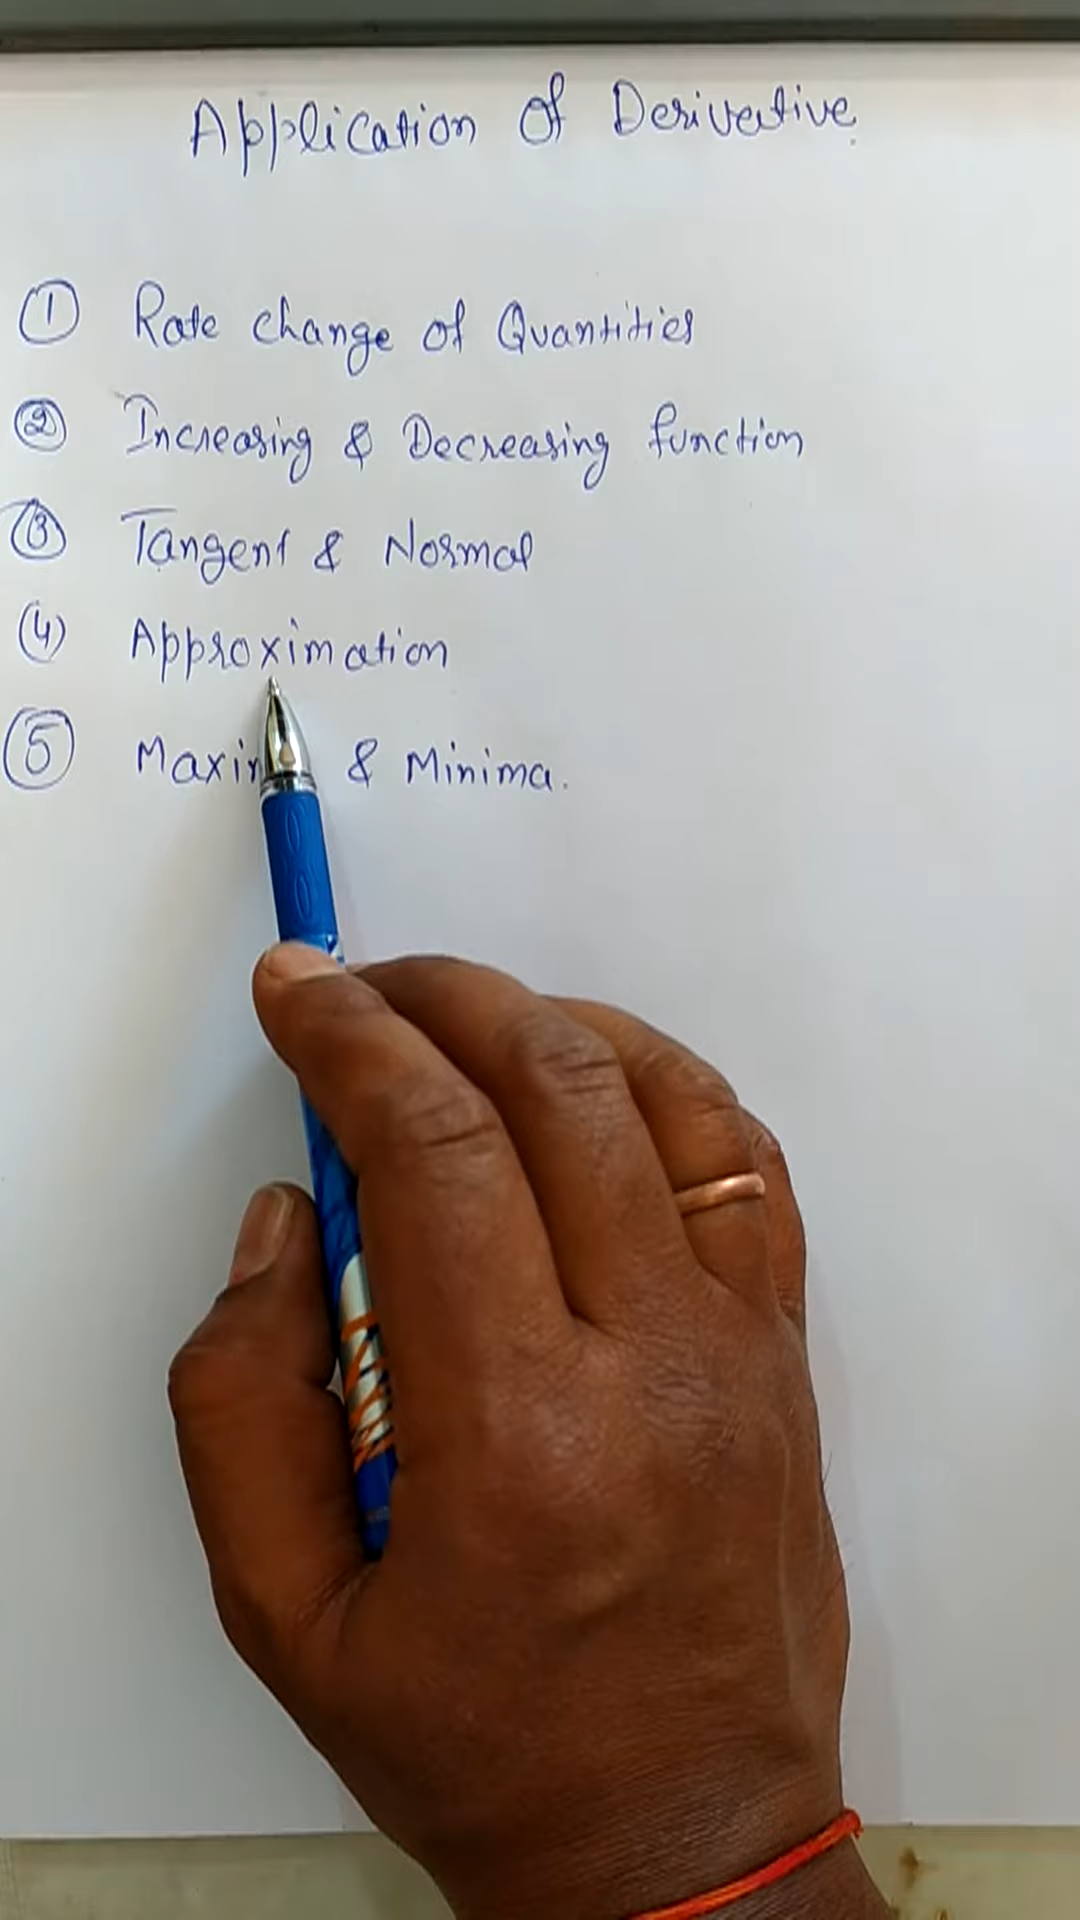 Application Of Derivative
① Rate change of Quantities
② Increasing & Decreasing function
③ Tangent & Normal
(4) Approximation
⑤ & Minima.